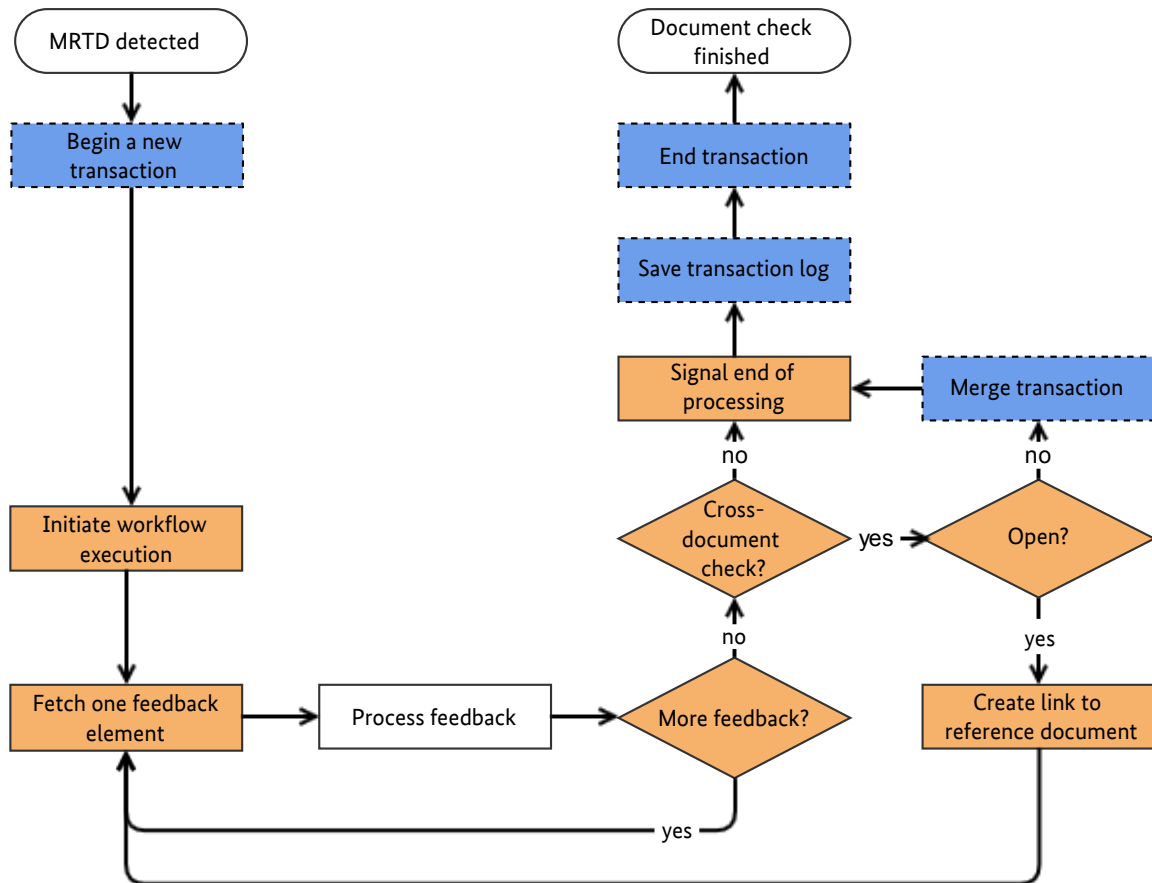 MRTD detected
Document check
finished
Begin a new
transaction
End transaction
Save transaction log
Signal end of
processing
Merge transaction
no
no
Initiate workflow
execution
Cross-
document
check?
yes
Open?
no
yes
Fetch one feedback
element
Process feedback
More feedback?
Create link to
reference document
yes